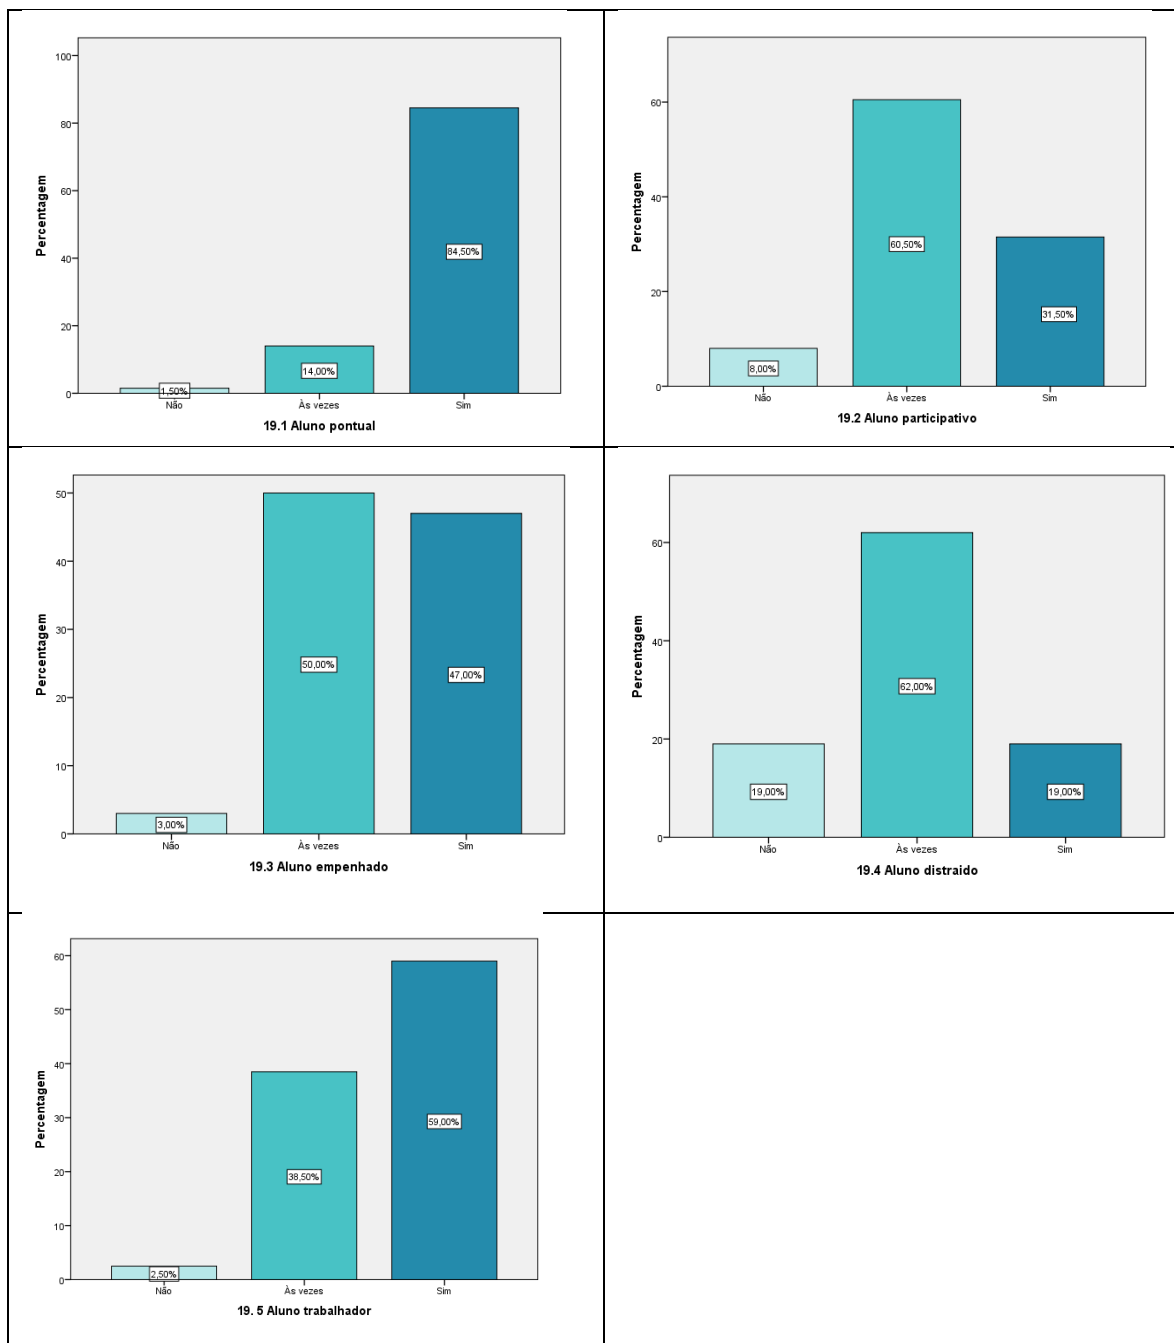 Percentagem
100
80
60
40
20
0
1,50%
14,00%
84,50%
Não
Às vezes
Sim
19.1 Aluno pontual
Percentagem
60
40
20
0
8,00%
60,50%
31,50%
Não
Às vezes
Sim
19.2 Aluno participativo
Percentagem
50
40
30
20
10
0
3,00%
50,00%
47,00%
Não
Às vezes
Sim
19.3 Aluno empenhado
Percentagem
60
40
20
0
19,00%
62,00%
19,00%
Não
Às vezes
Sim
19.4 Aluno distraido
Percentagem
60
50
40
30
20
10
0
2,50%
38,50%
59,00%
Não
Às vezes
Sim
19. 5 Aluno trabalhador